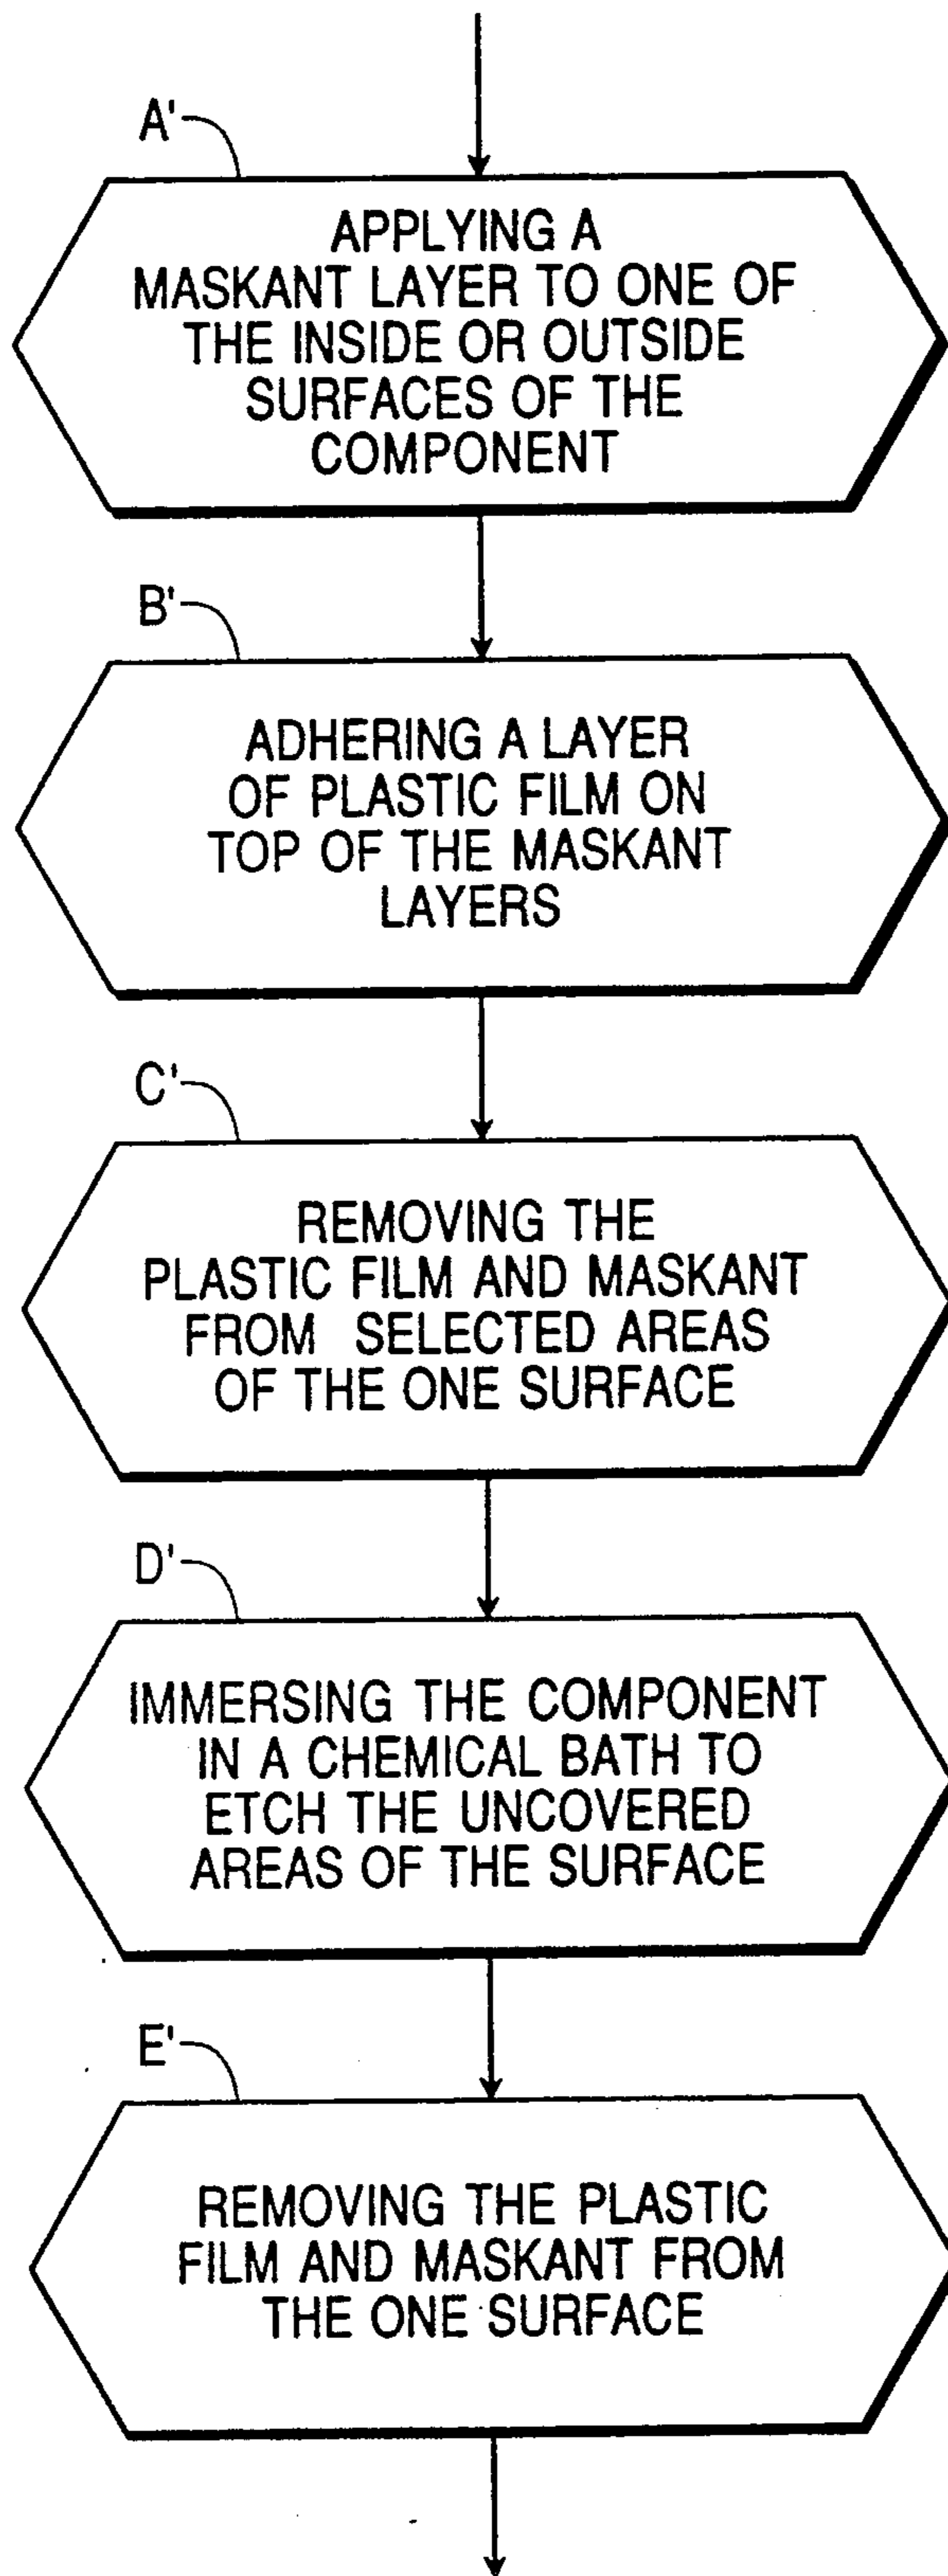 A'
APPLYING A
MASKANT LAYER TO ONE OF
THE INSIDE OR OUTSIDE
SURFACES OF THE
COMPONENT
B'
ADHERING A LAYER
OF PLASTIC FILM ON
TOP OF THE MASKANT
LAYERS
C'
REMOVING THE
PLASTIC FILM AND MASKANT
FROM SELECTED AREAS
OF THE ONE SURFACE
D'
IMMERSING THE COMPONENT
IN A CHEMICAL BATH TO
ETCH THE UNCOVERED
AREAS OF THE SURFACE
E'
REMOVING THE PLASTIC
FILM AND MASKANT FROM
THE ONE SURFACE